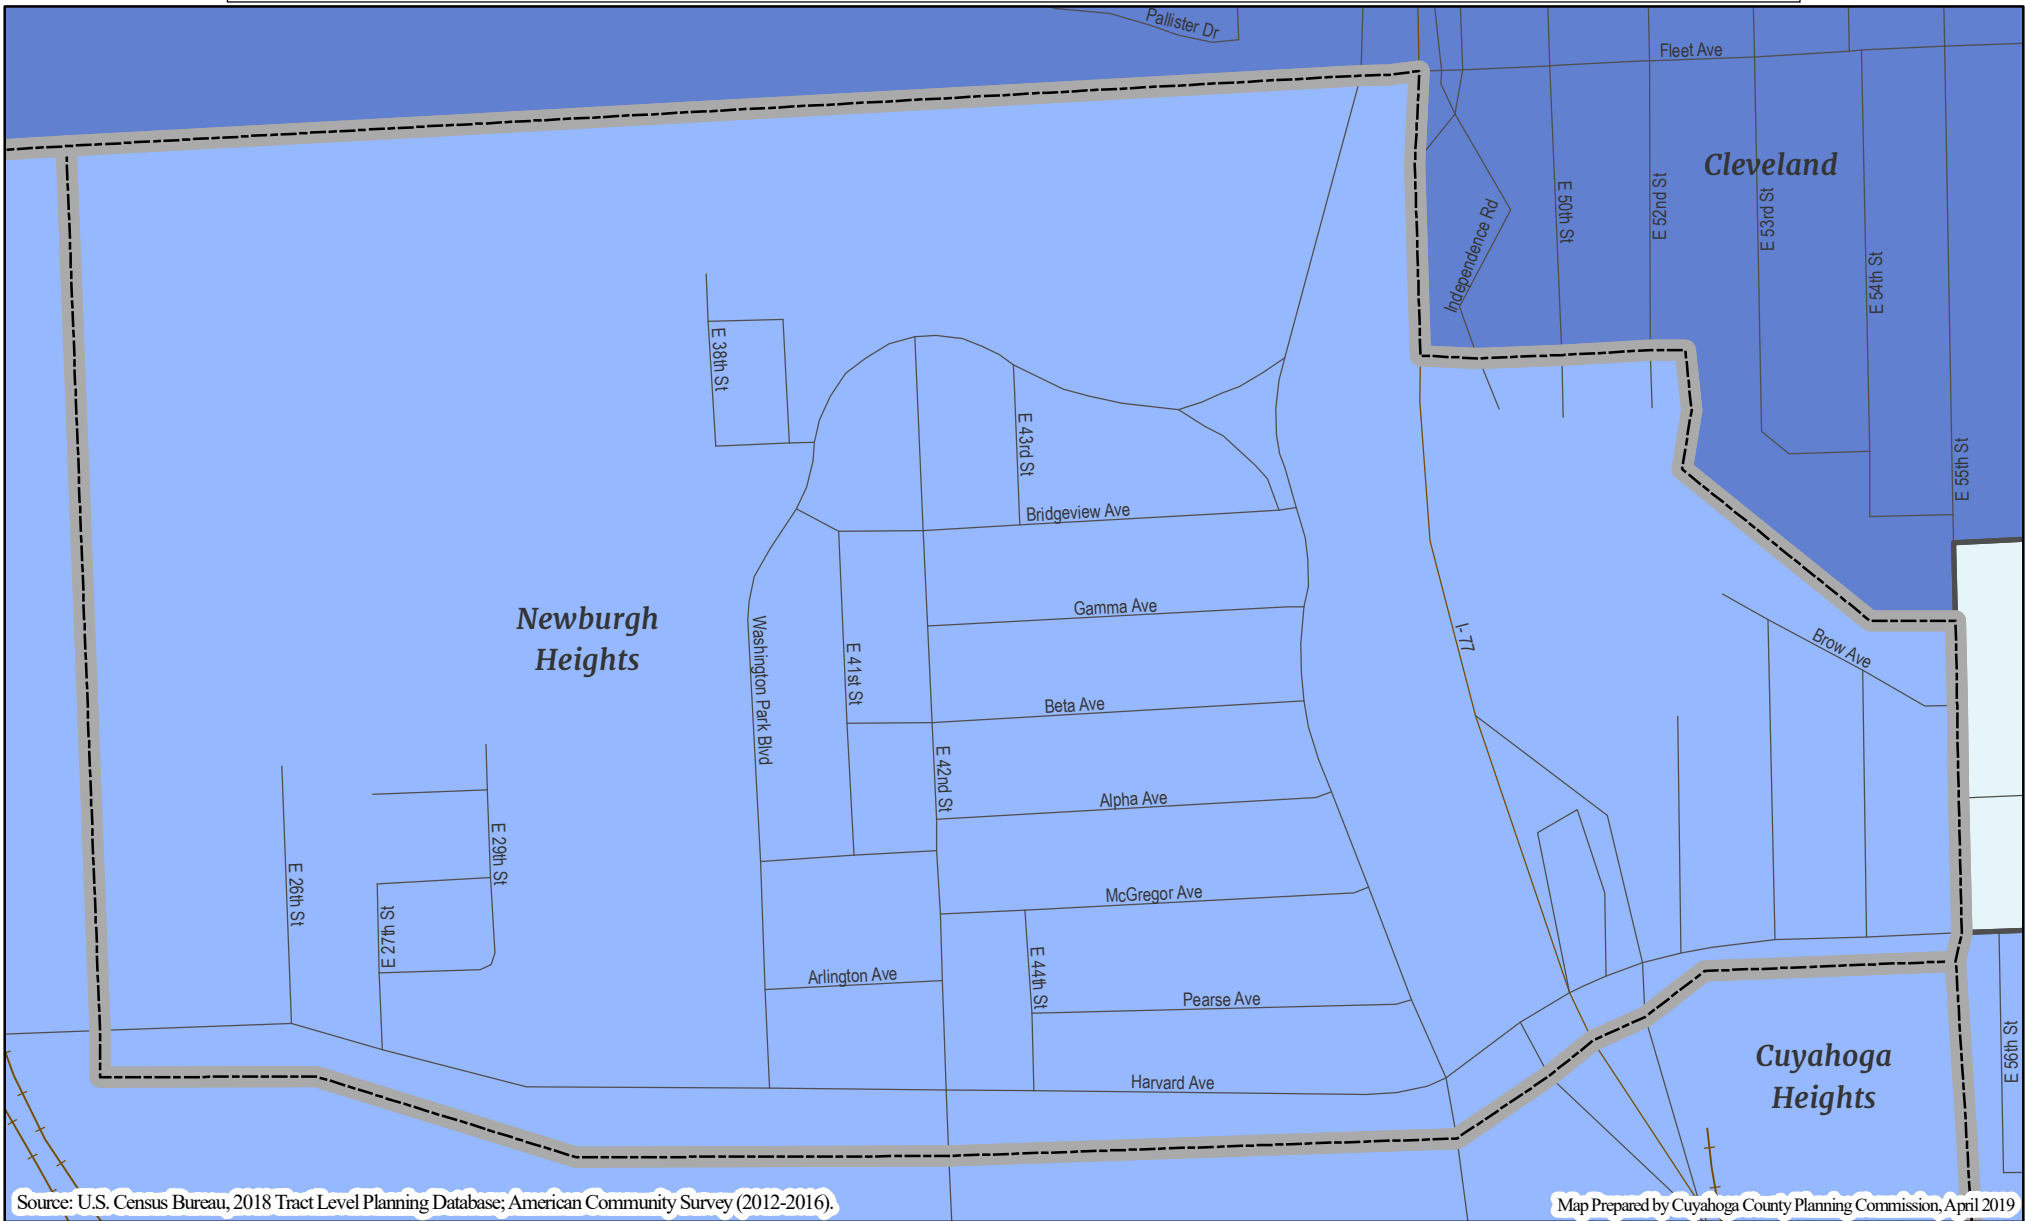 Pallister Dr
Fleet Ave
Cleveland
Independence Rd
E 50th St
E 52nd St
E 53rd St
E 54th St
E 55th St
E 38th St
E 43rd St
Bridgeview Ave
Newburgh
Heights
Washington Park Blvd
E 41st St
Gamma Ave
I- 77
Brow Ave
Beta Ave
E 42nd St
Alpha Ave
E 29th St
E 26th St
E 27th St
McGregor Ave
Arlington Ave
E 44th St
Pearse Ave
Harvard Ave
Cuyahoga
Heights
E 56th St
Source: U.S. Census Bureau, 2018 Tract Level Planning Database; American Community Survey (2012-2016).
Map Prepared by Cuyahoga County Planning Commission, April 2019